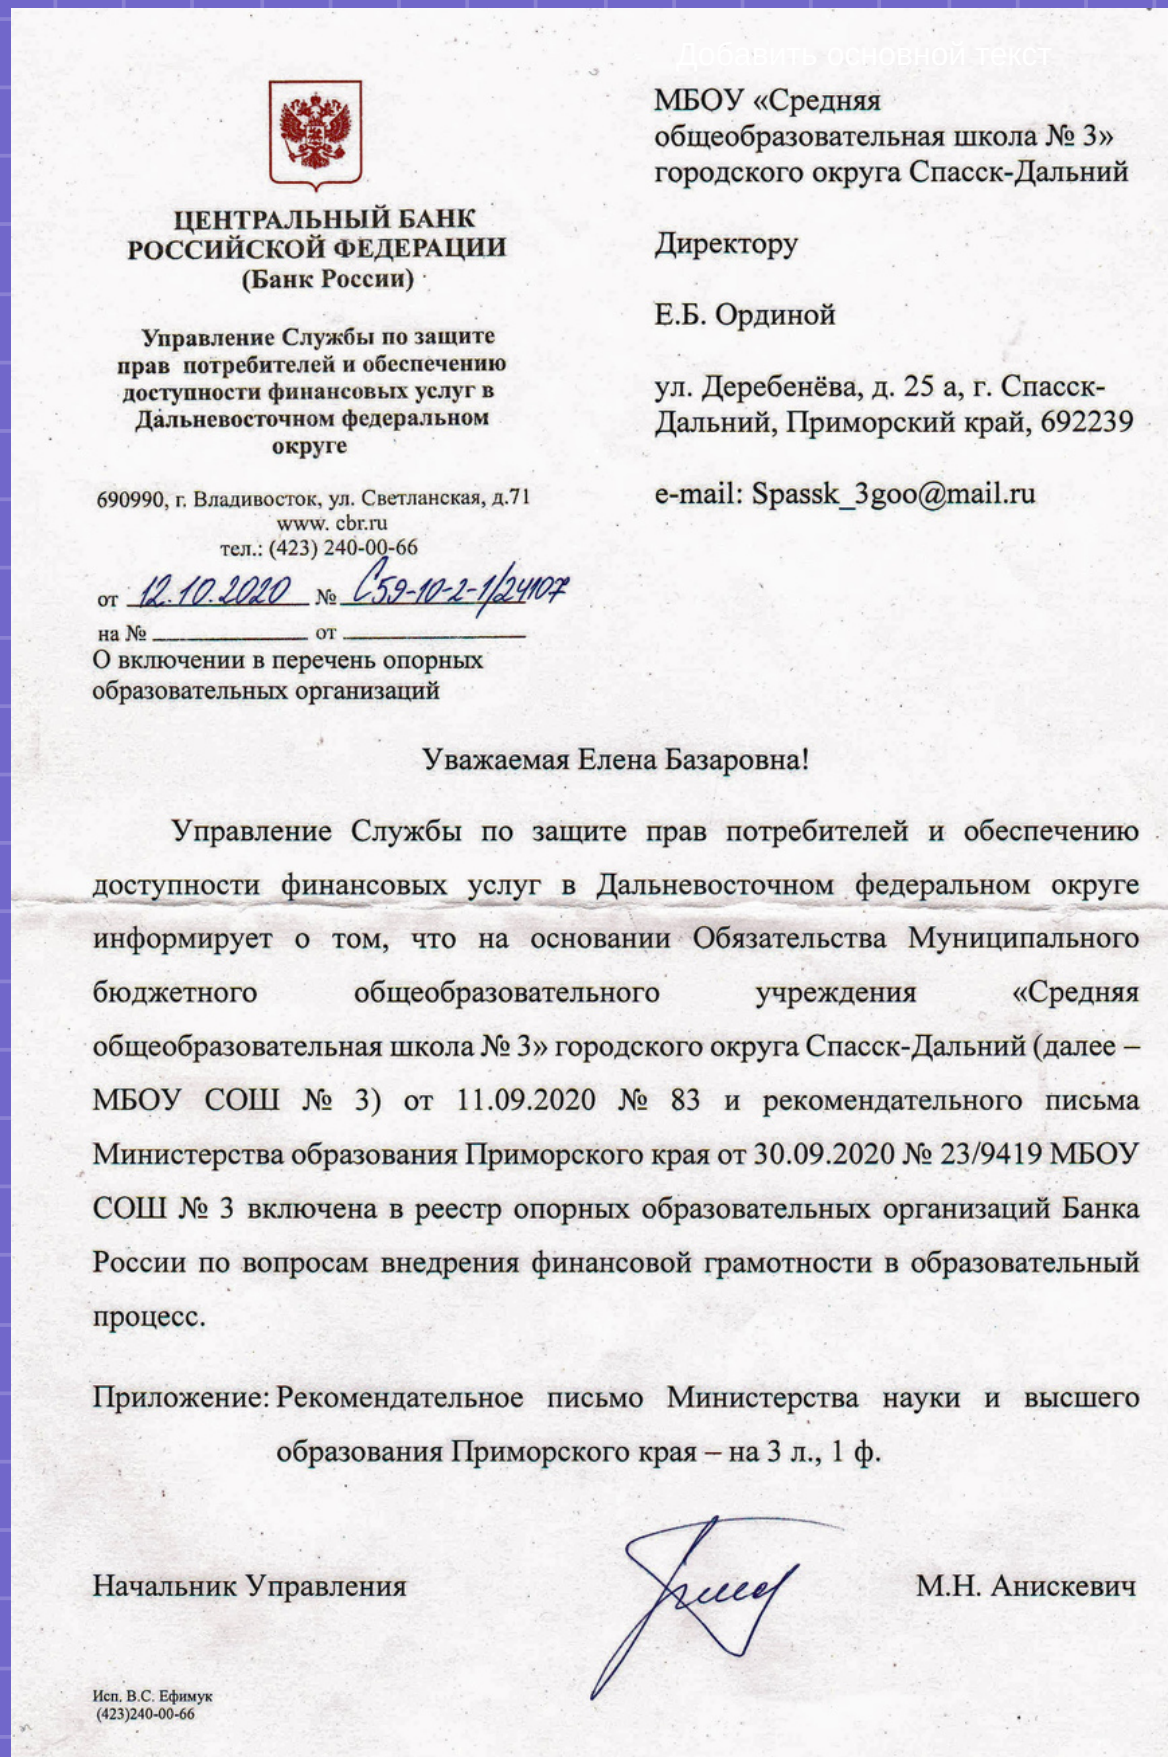 Добавить основной текст
ЦЕНТРАЛЬНЫЙ БАНК
РОССИЙСКОЙ ФЕДЕРАЦИИ
(Банк России)
Управление Службы по защите
прав потребителей и обеспечению
доступности финансовых услуг в
Дальневосточном федеральном
округе
690990, г. Владивосток, ул. Светланская, д.71
www. cbr.ru
тел.: (423) 240-00-66
от 12.10.2020 № С59-10-2-1/24107
на № от
О включении в перечень опорных
образовательных организаций
МБОУ «Средняя
общеобразовательная школа № 3»
городского округа Спасск-Дальний
Директору
Е.Б. Ординой
ул. Деребенёва, д. 25 а, г. Спасск-
Дальний, Приморский край, 692239
e-mail: Spassk_3goo@mail.ru
Уважаемая Елена Базаровна!
Управление Службы по защите прав потребителей и обеспечению
доступности финансовых услуг в Дальневосточном федеральном округе
информирует о том, что на основании Обязательства Муниципального
бюджетного общеобразовательного учреждения «Средняя
общеобразовательная школа № 3» городского округа Спасск-Дальний (далее –
МБОУ СОШ № 3) от 11.09.2020 № 83 и рекомендательного письма
Министерства образования Приморского края от 30.09.2020 № 23/9419 МБОУ
СОШ № 3 включена в реестр опорных образовательных организаций Банка
России по вопросам внедрения финансовой грамотности в образовательный
процесс.
Приложение: Рекомендательное письмо Министерства науки и высшего
образования Приморского края – на 3 л., 1 ф.
Начальник Управления М.Н. Анискевич
Исп. В.С. Ефимук
(423)240-00-66